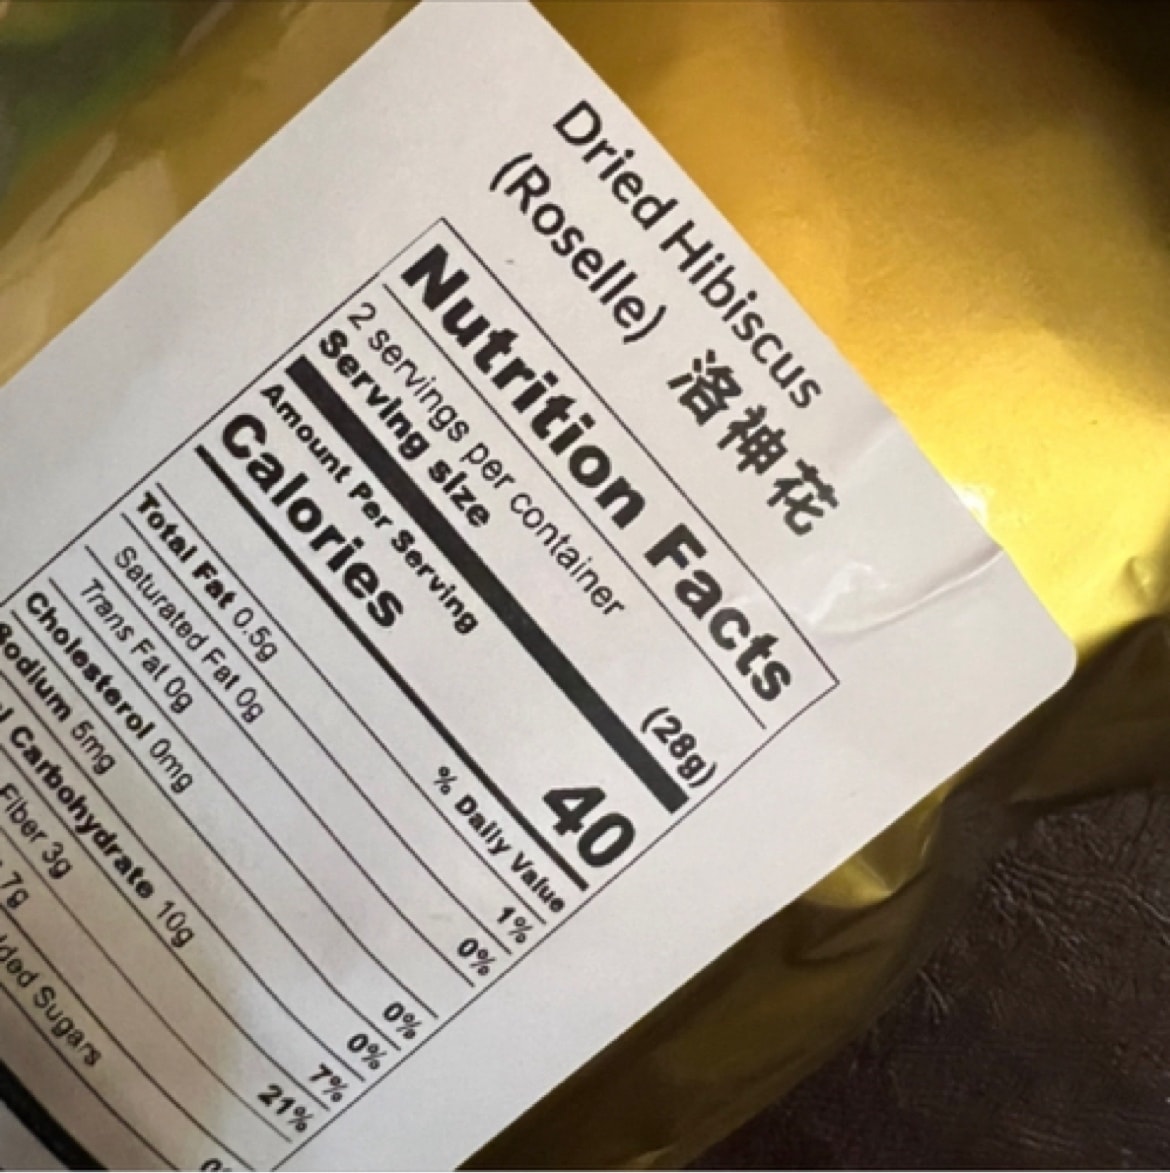 Dried Hibiscus
(Roselle) 洛神花
Nutrition Facts
2 servings per container
Serving size (28g)
Amount Per Serving
Calories 40
% Daily Value
Total Fat 0.5g 1%
Saturated Fat 0g 0%
Trans Fat 0g
Cholesterol 0mg 0%
Sodium 5mg 0%
Carbohydrate 10g 7%
Fiber 3g 21%
7g
Sugars